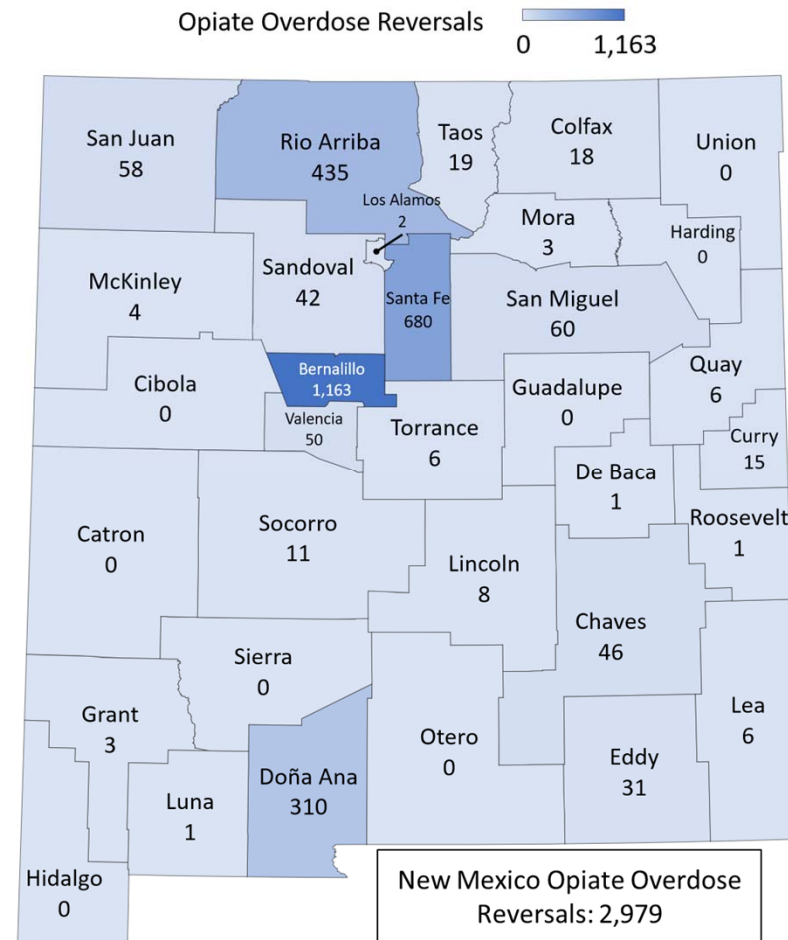 Opiate Overdose Reversals
0
1,163
San Juan
58
Rio Arriba
435
Taos
19
Colfax
18
Union
0
Los Alamos
2
Mora
3
Harding
0
McKinley
4
Sandoval
42
Santa Fe
680
San Miguel
60
Bernalillo
1,163
Cibola
0
Valencia
50
Torrance
6
Guadalupe
0
Quay
6
Curry
15
De Baca
1
Roosevelt
1
Catron
0
Socorro
11
Lincoln
8
Chaves
46
Sierra
0
Grant
3
Otero
0
Lea
6
Eddy
31
Doña Ana
310
Luna
1
Hidalgo
0
New Mexico Opiate Overdose
Reversals: 2,979